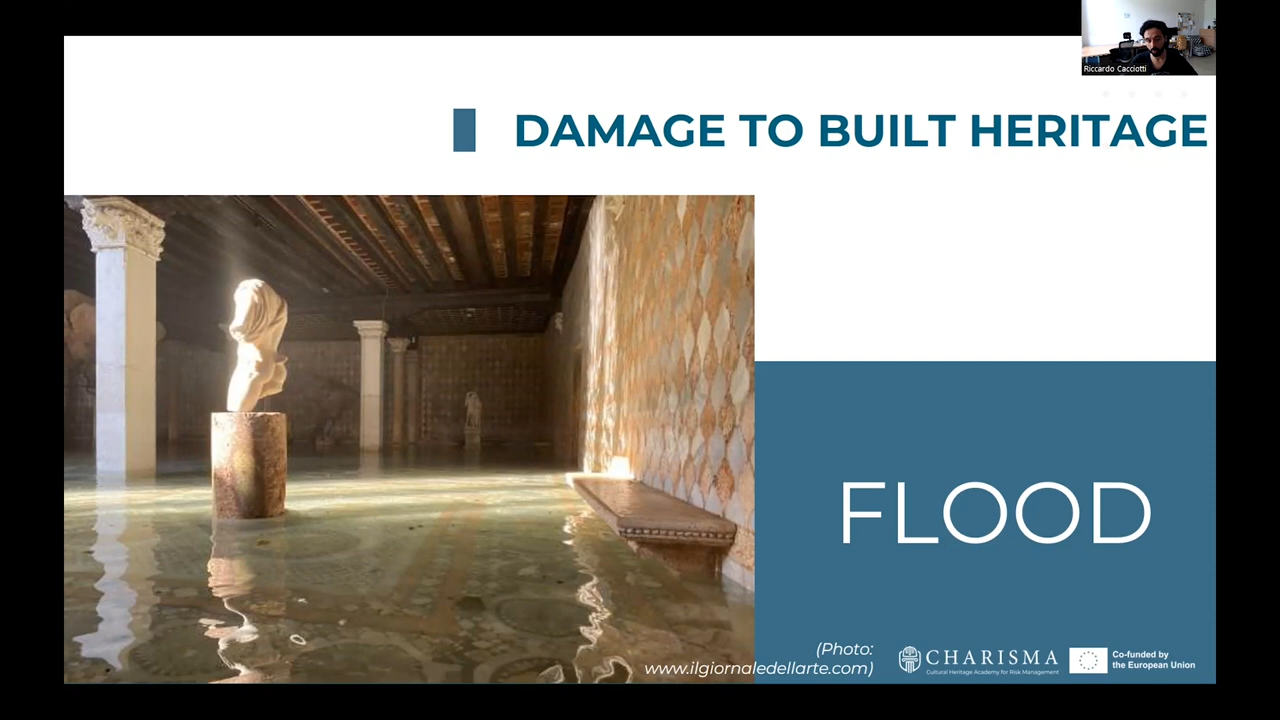 Riccardo Cacciotti
DAMAGE TO BUILT HERITAGE
FLOOD
(Photo:
www.ilgiornaledellarte.com)
CHARISMA
Cultural Heritage Academy for Risk Management
Co-funded by
the European Union